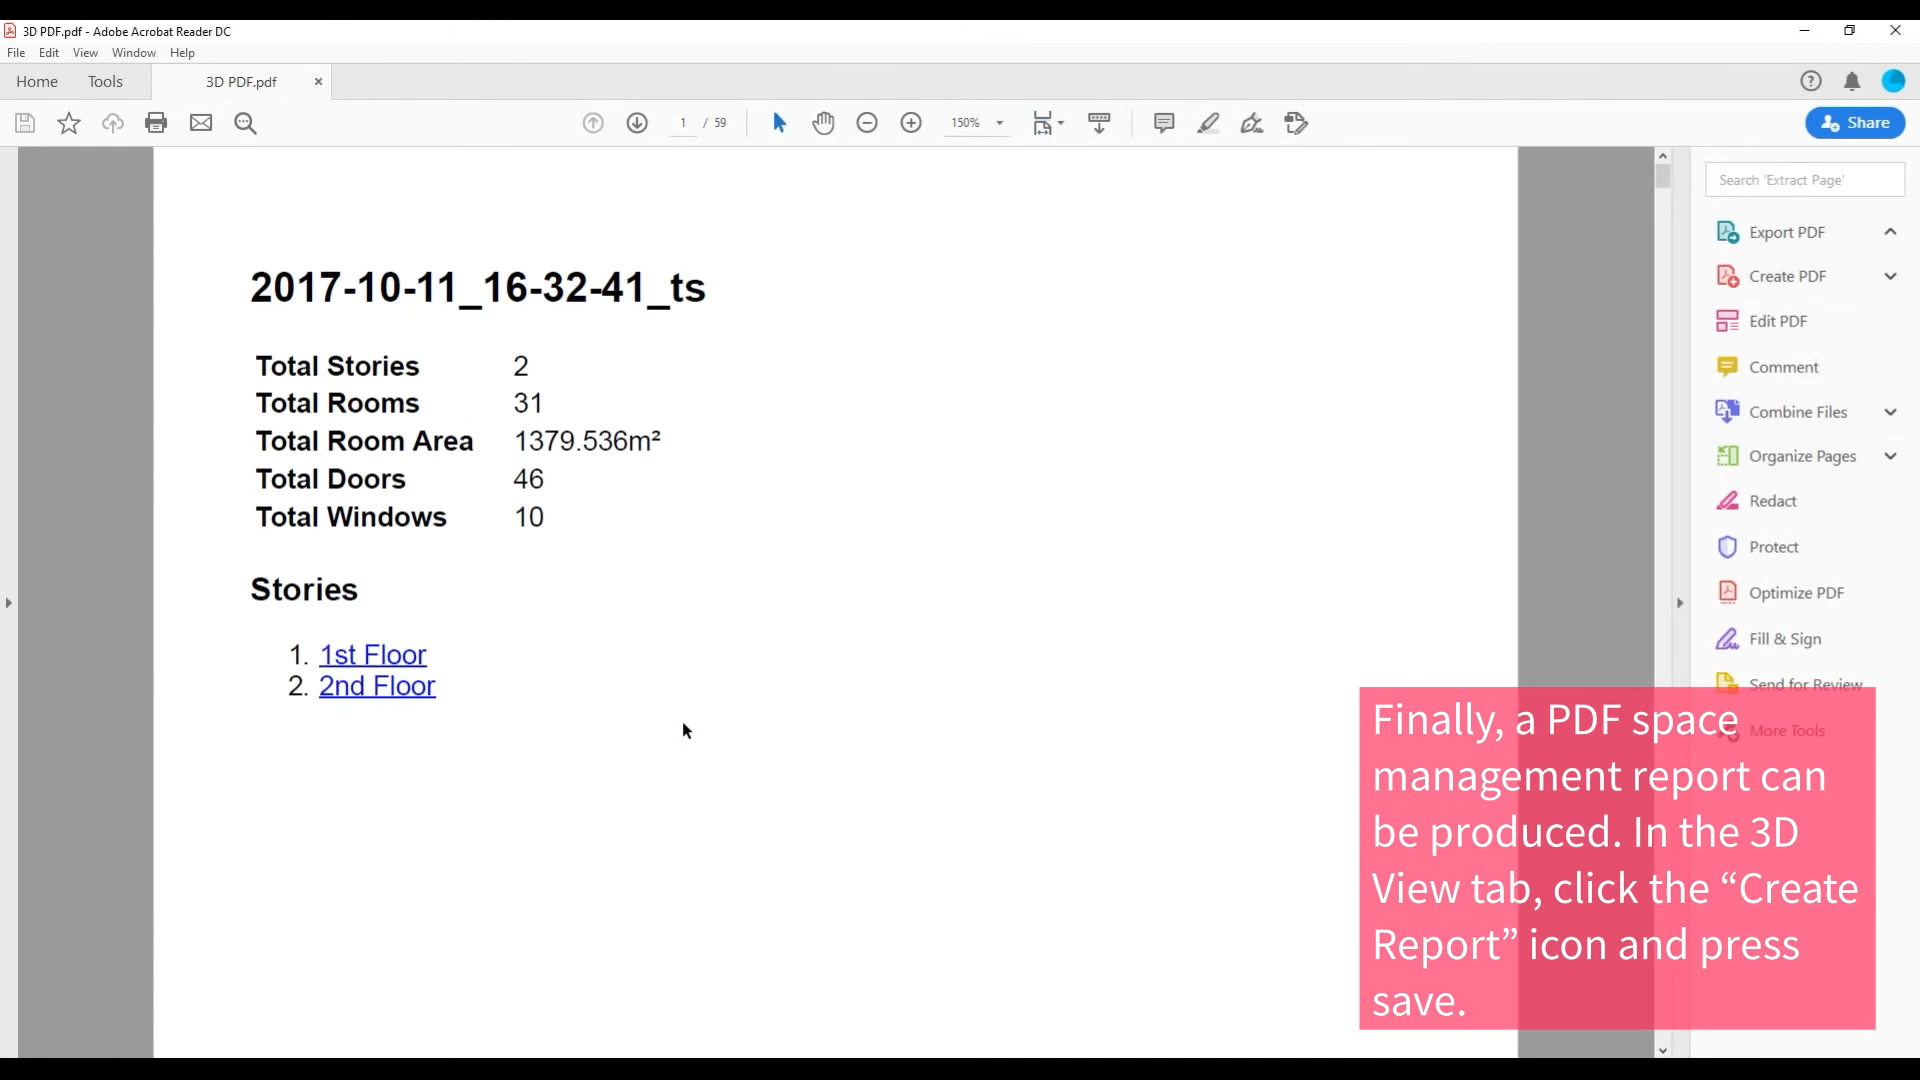 3D PDF.pdf - Adobe Acrobat Reader DC
File Edit View Window Help
Home Tools 3D PDF.pdf
1 / 59 150% Share
Search 'Extract Page'
Export PDF
Create PDF
Edit PDF
Comment
Combine Files
Organize Pages
Redact
Protect
Optimize PDF
Fill & Sign
Send for Review
More Tools
2017-10-11_16-32-41_ts
Total Stories 2
Total Rooms 31
Total Room Area 1379.536m²
Total Doors 46
Total Windows 10
Stories
1. 1st Floor
2. 2nd Floor
Finally, a PDF space
management report can
be produced. In the 3D
View tab, click the “Create
Report” icon and press
save.